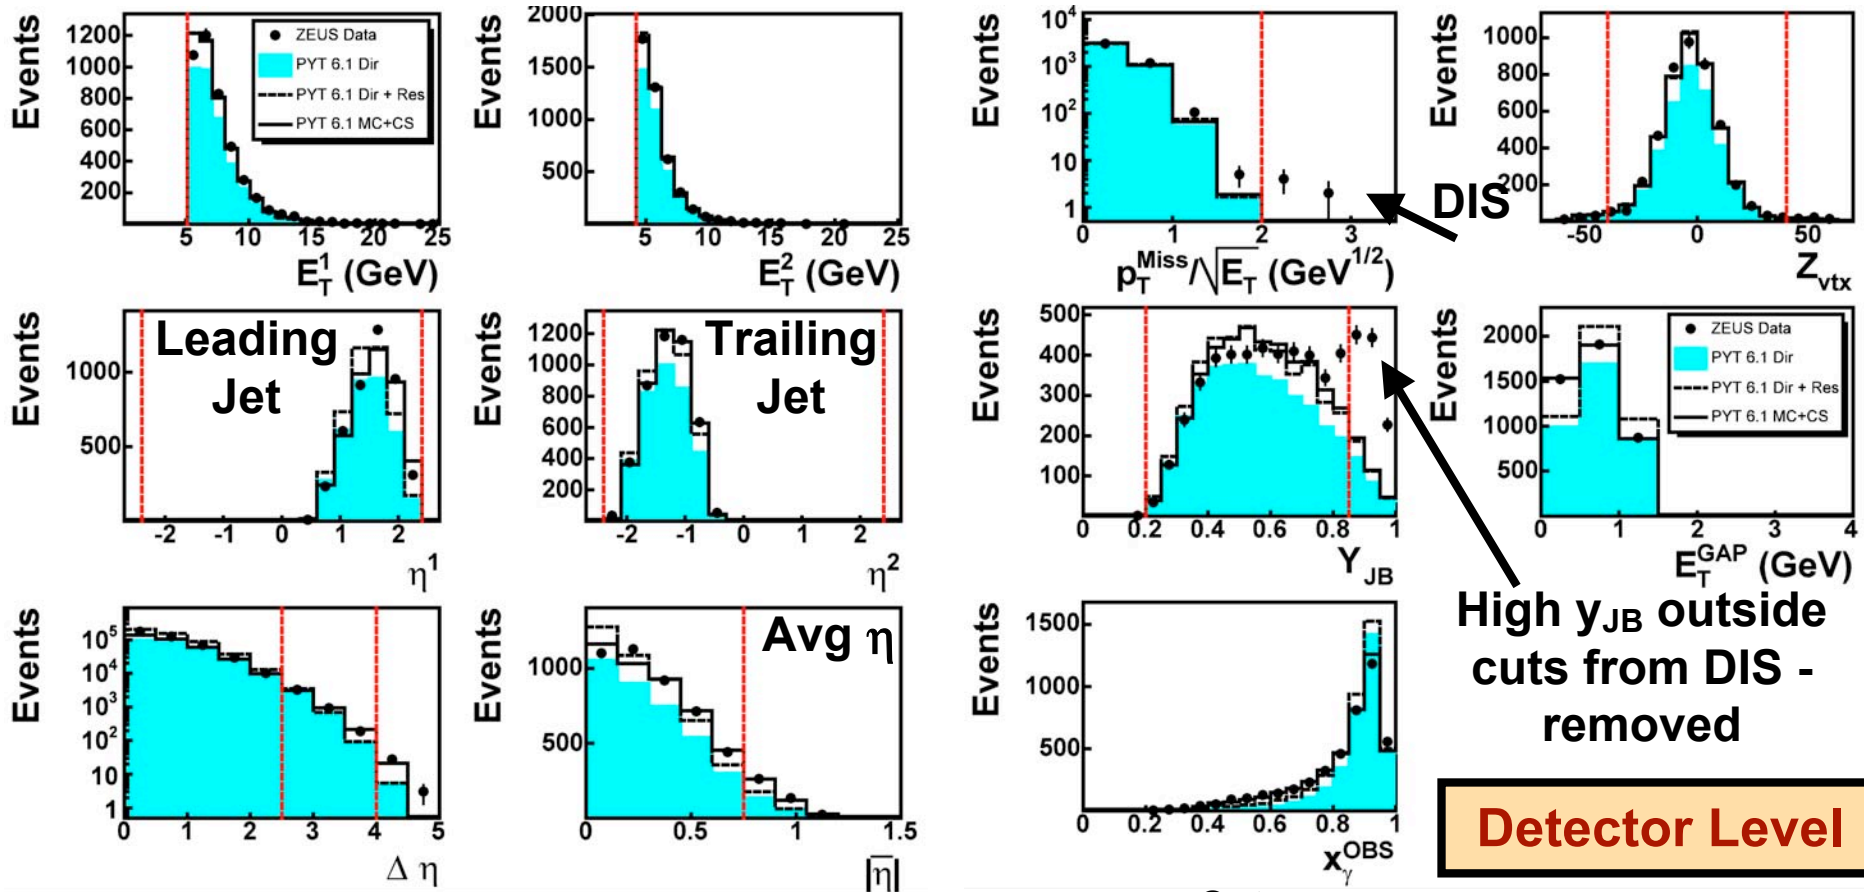 Events
1200
1000
800
600
400
200
5 10 15 20 25
E_T^1 (GeV)
ZEUS Data
PYT 6.1 Dir
PYT 6.1 Dir + Res
PYT 6.1 MC+CS
Events
2000
1500
1000
500
5 10 15 20 25
E_T^2 (GeV)
Events
10^4
10^3
10^2
10
1
0 1 2 3
p_T^Miss/√E_T (GeV^1/2)
DIS
Events
1000
800
600
400
200
-50 0 50
Z_vtx
Events
1000
500
-2 -1 0 1 2
η^1
Leading
Jet
Events
1200
1000
800
600
400
200
-2 -1 0 1 2
η^2
Trailing
Jet
Events
500
400
300
200
100
0 0.2 0.4 0.6 0.8 1
Y_JB
Events
2000
1500
1000
500
0 1 2 3 4
E_T^GAP (GeV)
ZEUS Data
PYT 6.1 Dir
PYT 6.1 Dir + Res
PYT 6.1 MC+CS
Events
10^5
10^4
10^3
10^2
10
1
0 1 2 3 4 5
Δ η
Events
1000
500
0 0.5 1 1.5
|η̅|
Avg η
Events
1500
1000
500
0 0.2 0.4 0.6 0.8 1
x_γ^OBS
High y_JB outside
cuts from DIS -
removed
Detector Level